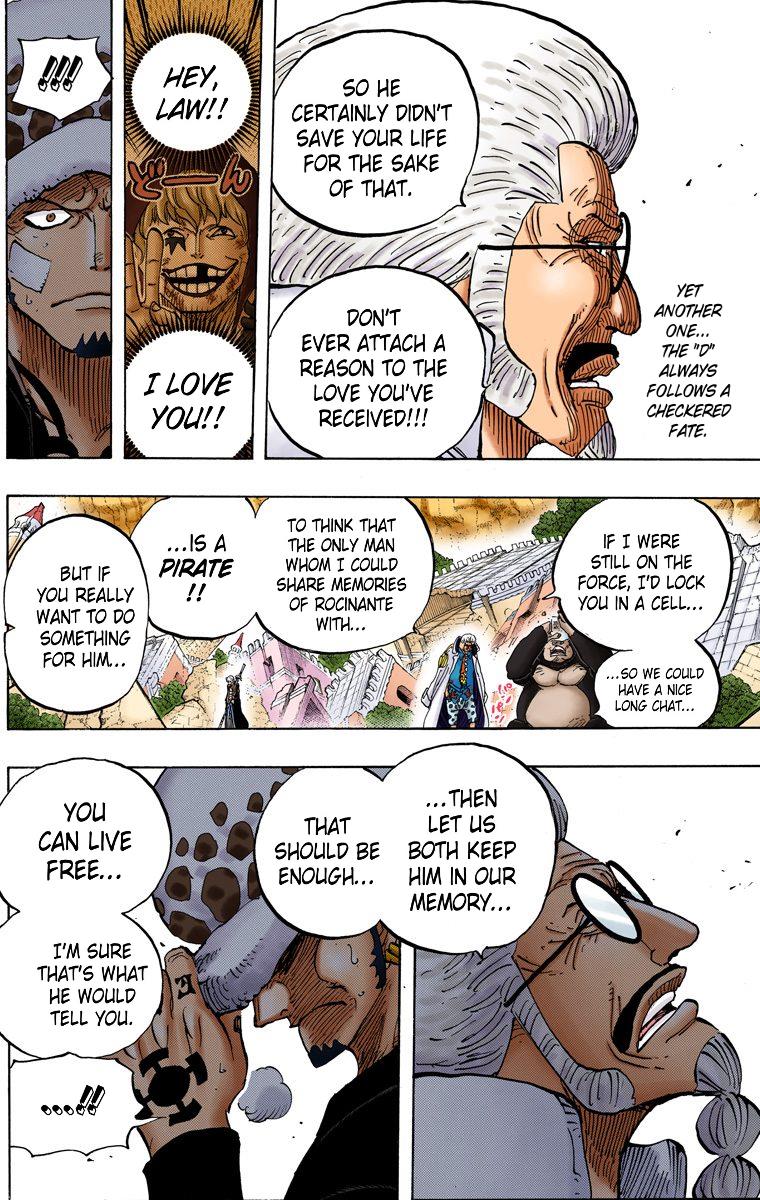 YET
ANOTHER
ONE...
THE "D"
ALWAYS
FOLLOWS A
CHECKERED
FATE.
SO HE
CERTAINLY DIDN'T
SAVE YOUR LIFE
FOR THE SAKE
OF THAT.
DON'T
EVER ATTACH A
REASON TO THE
LOVE YOU'VE
RECEIVED!!!
HEY,
LAW!!
どーん
I LOVE
YOU!!
!!!
IF I WERE
STILL ON THE
FORCE, I'D LOCK
YOU IN A CELL...
...SO WE COULD
HAVE A NICE
LONG CHAT...
TO THINK THAT
THE ONLY MAN
WHOM I COULD
SHARE MEMORIES
OF ROCINANTE
WITH...
...IS A
PIRATE
!!
BUT IF
YOU REALLY
WANT TO DO
SOMETHING
FOR HIM...
...THEN
LET US
BOTH KEEP
HIM IN OUR
MEMORY...
THAT
SHOULD BE
ENOUGH...
YOU
CAN LIVE
FREE...
I'M SURE
THAT'S WHAT
HE WOULD
TELL YOU.
...!!